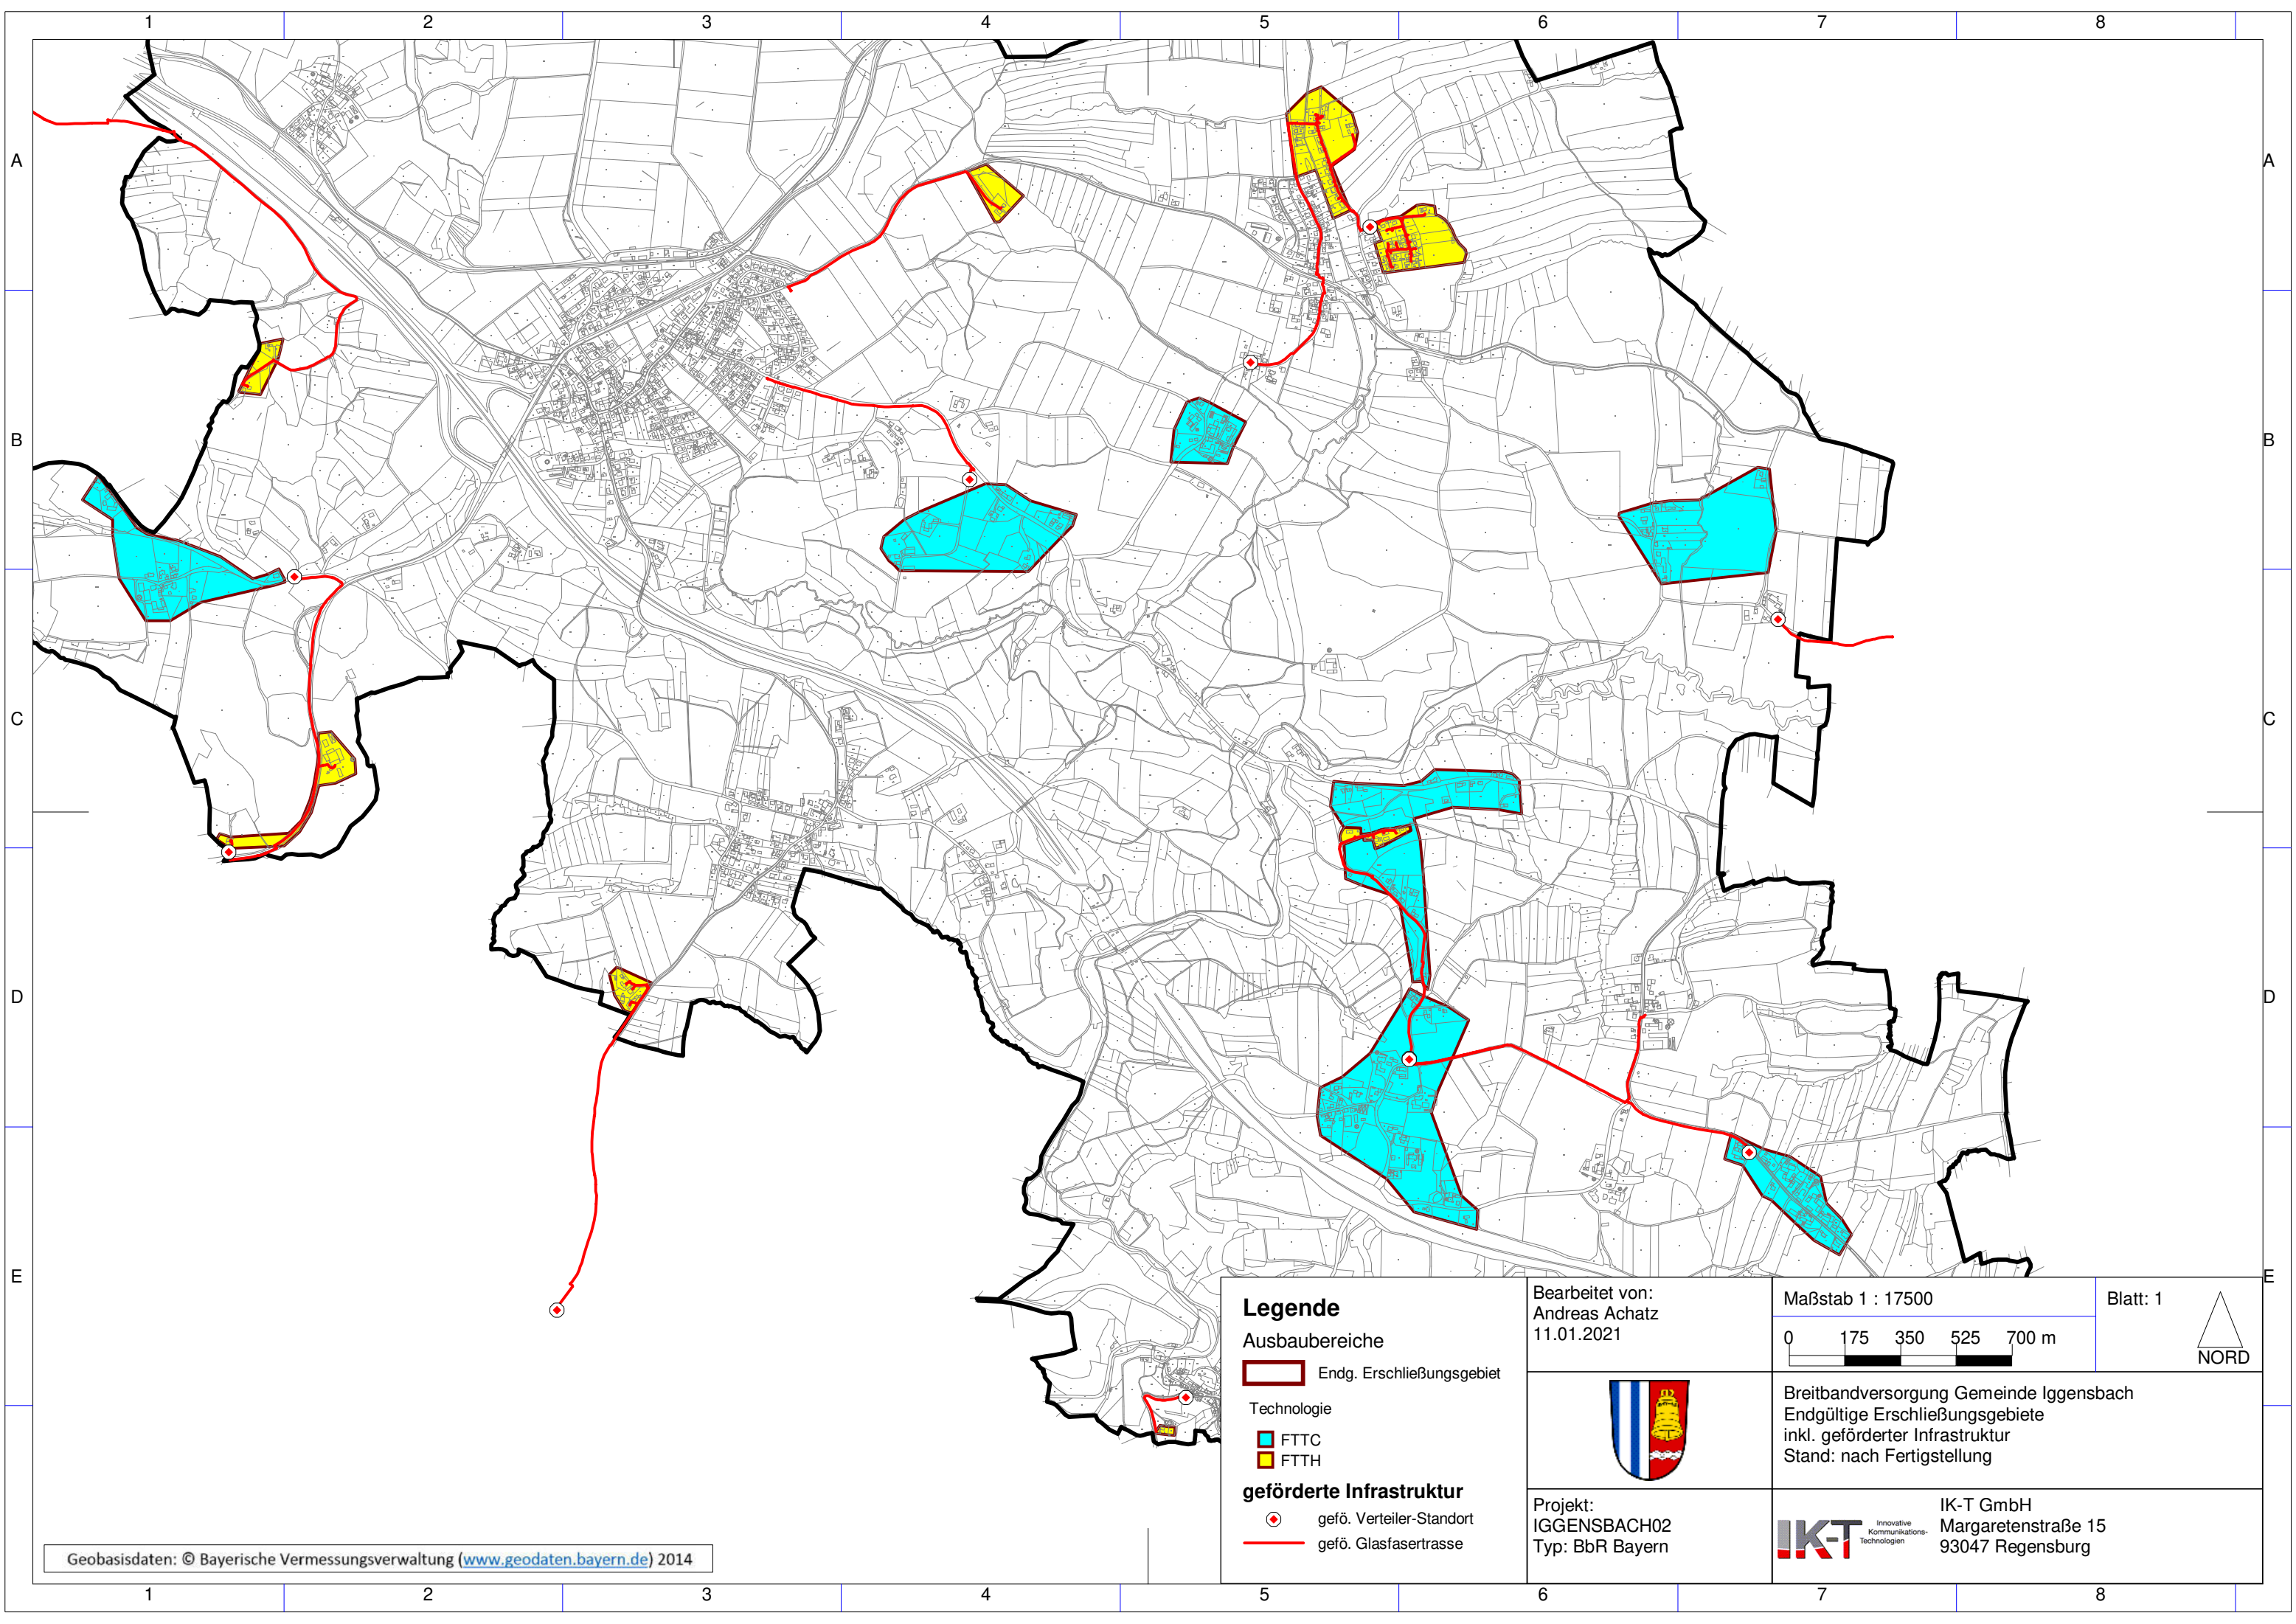 1 2 3 4 5 6 7 8
A A
B B
C C
D D
E E
Legende
Ausbaubereiche
Endg. Erschließungsgebiet
Technologie
FTTC
FTTH
geförderte Infrastruktur
gefö. Verteiler-Standort
gefö. Glasfasertrasse
Bearbeitet von:
Andreas Achatz
11.01.2021
Maßstab 1 : 17500
0 175 350 525 700 m
Blatt: 1
NORD
Breitbandversorgung Gemeinde Iggensbach
Endgültige Erschließungsgebiete
inkl. geförderter Infrastruktur
Stand: nach Fertigstellung
Projekt:
IGGENSBACH02
Typ: BbR Bayern
IK-T
Innovative
Kommunikations-
Technologien
IK-T GmbH
Margaretenstraße 15
93047 Regensburg
Geobasisdaten: © Bayerische Vermessungsverwaltung (www.geodaten.bayern.de) 2014
1 2 3 4 5 6 7 8